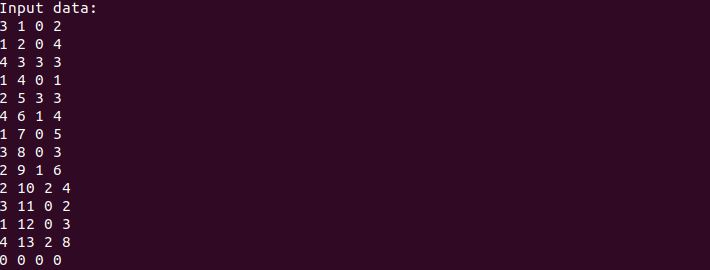 Input data:
3 1 0 2
1 2 0 4
4 3 3 3
1 4 0 1
2 5 3 3
4 6 1 4
1 7 0 5
3 8 0 3
2 9 1 6
2 10 2 4
3 11 0 2
1 12 0 3
4 13 2 8
0 0 0 0